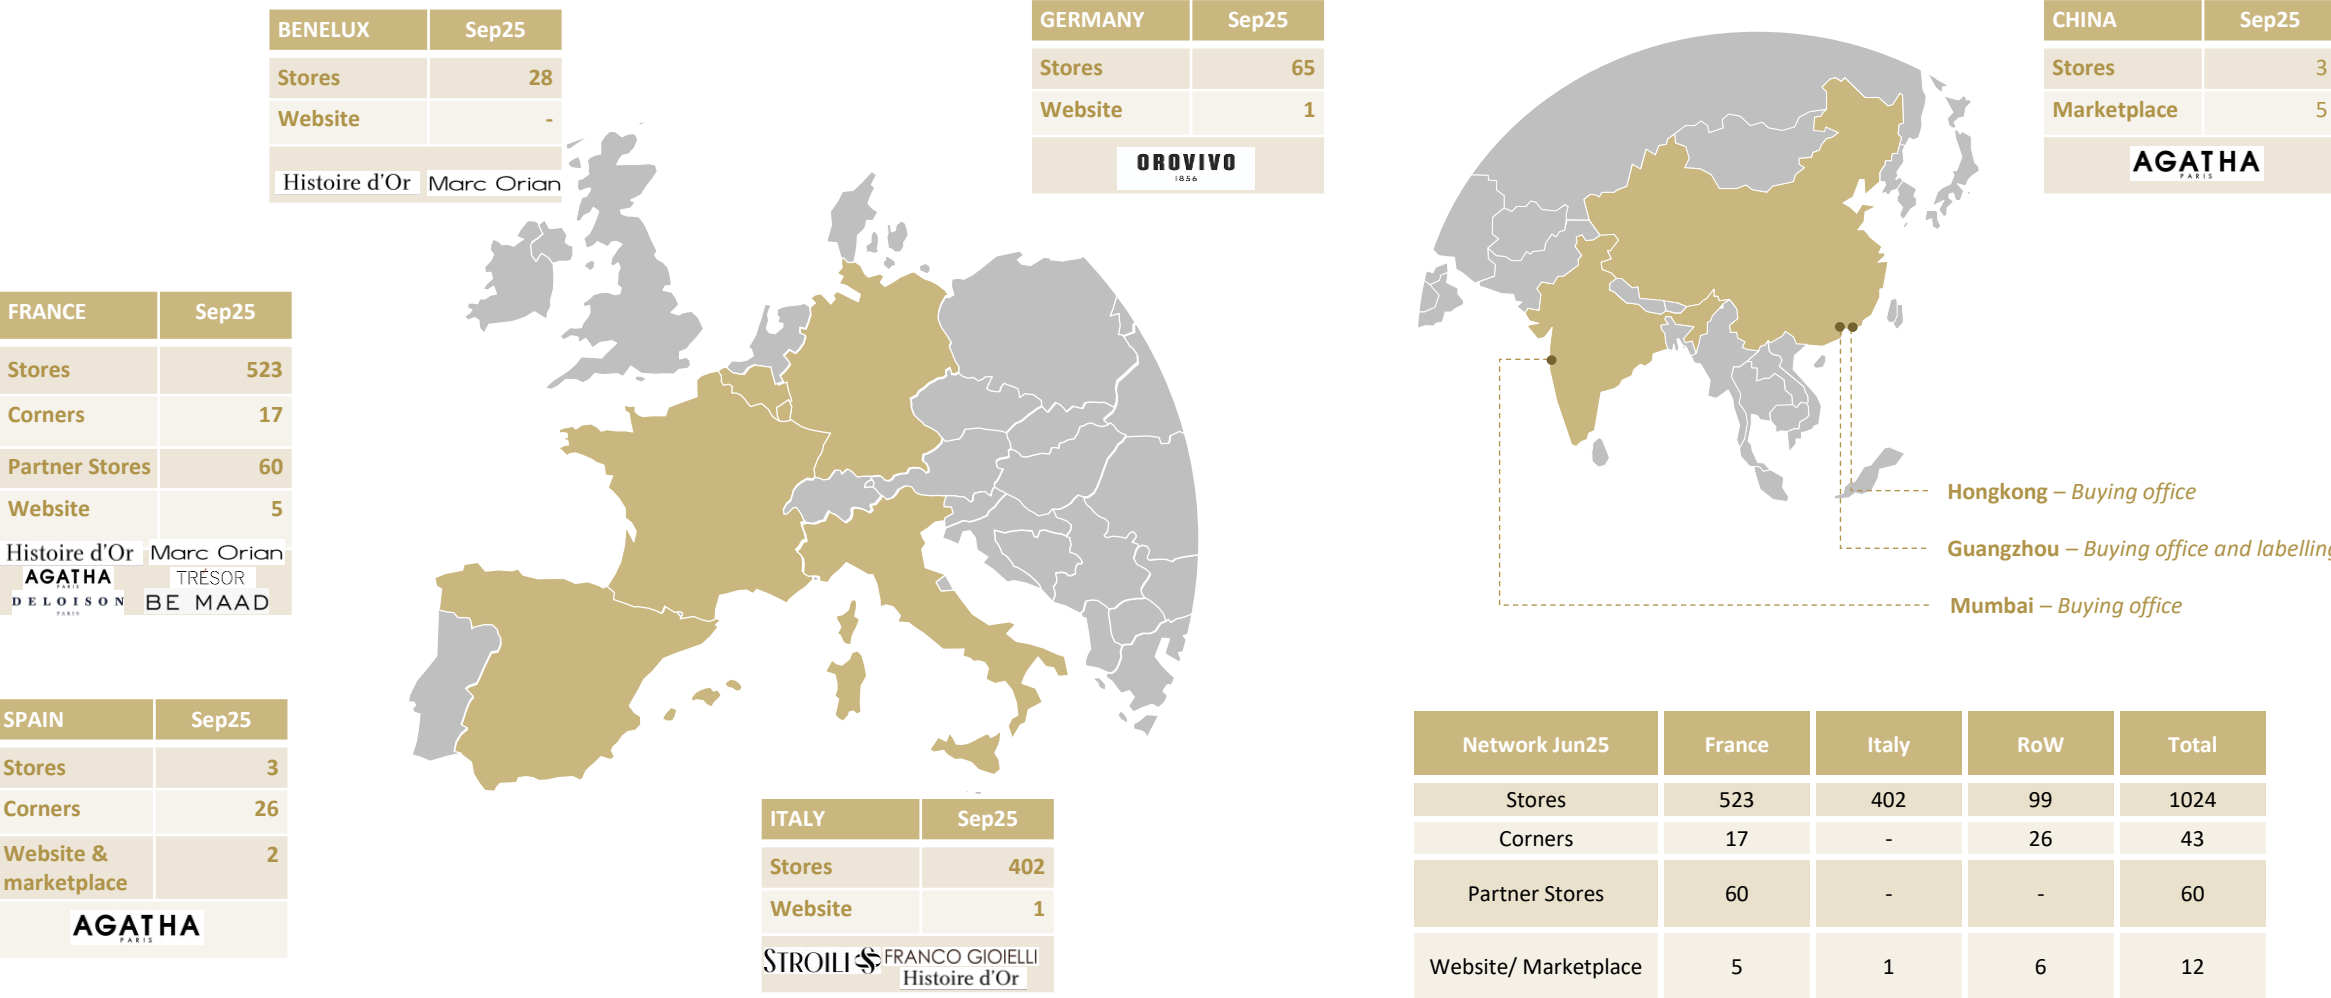 BENELUX Sep25
Stores 28
Website -
Histoire d'Or Marc Orian
GERMANY Sep25
Stores 65
Website 1
OROVIVO
1856
CHINA Sep25
Stores 3
Marketplace 5
AGATHA
PARIS
FRANCE Sep25
Stores 523
Corners 17
Partner Stores 60
Website 5
Histoire d'Or Marc Orian
AGATHA
PARIS
TRÉSOR
DELOISON
PARIS
BE MAAD
Hongkong – Buying office
Guangzhou – Buying office and labelling
Mumbai – Buying office
SPAIN Sep25
Stores 3
Corners 26
Website & 2
marketplace
AGATHA
PARIS
ITALY Sep25
Stores 402
Website 1
STROILI FRANCO GIOIELLI
Histoire d'Or
Network Jun25 France Italy RoW Total
Stores 523 402 99 1024
Corners 17 - 26 43
Partner Stores 60 - - 60
Website/ Marketplace 5 1 6 12